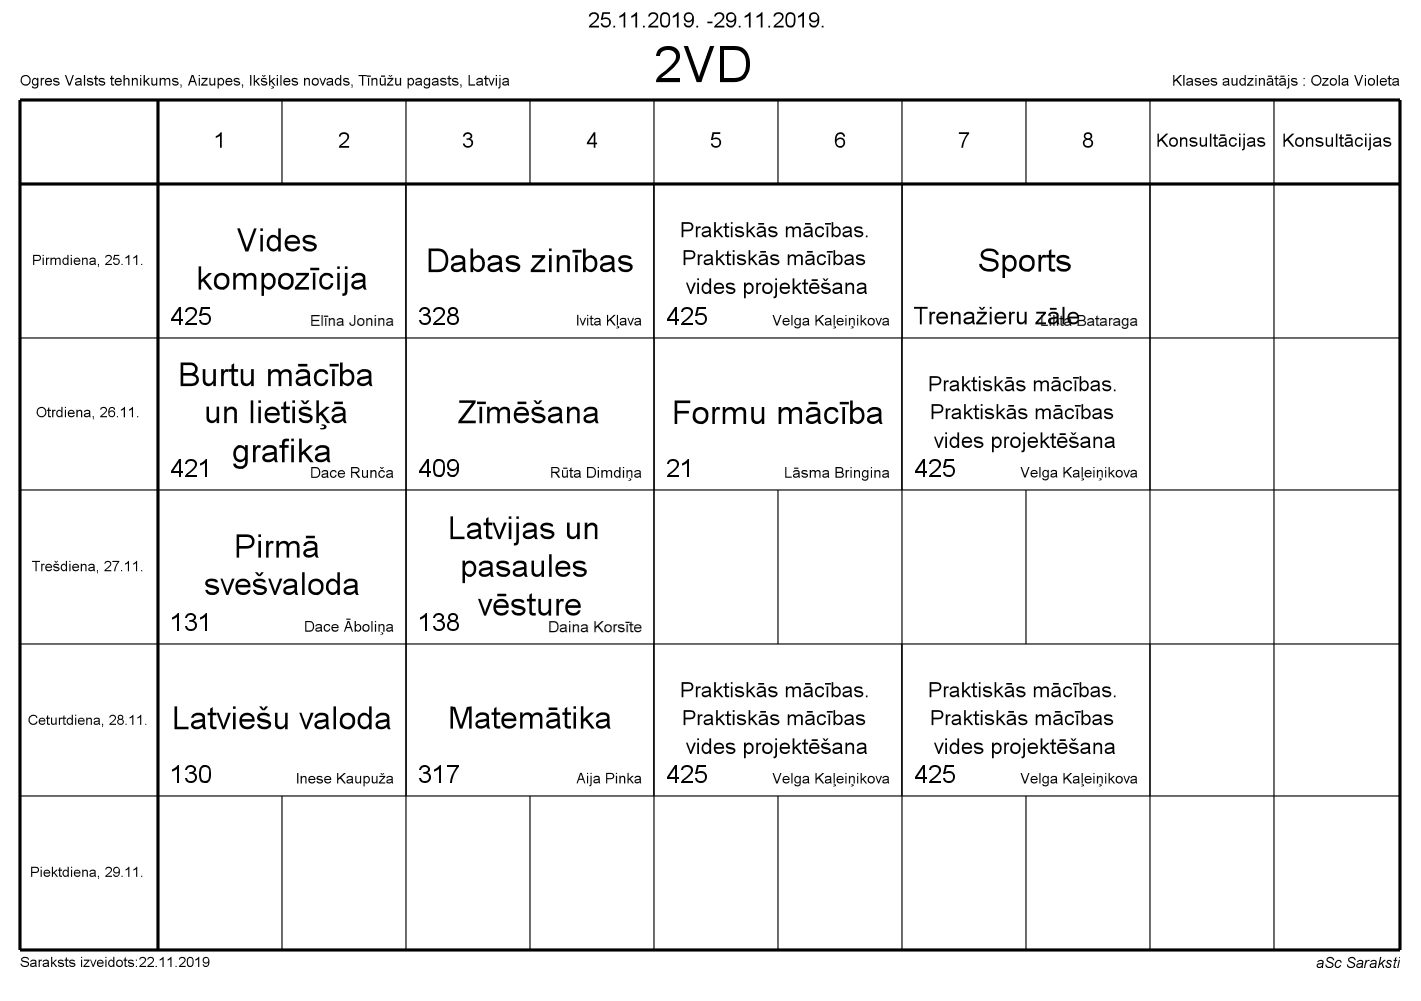 25.11.2019. -29.11.2019.
2VD
Ogres Valsts tehnikums, Aizupes, Ikšķiles novads, Tīnūžu pagasts, Latvija
Klases audzinātājs : Ozola Violeta
1 2 3 4 5 6 7 8 Konsultācijas Konsultācijas
Pirmdiena, 25.11.
Vides
kompozīcija
425 Elīna Jonina
Dabas zinības
328 Ivita Kļava
Praktiskās mācības.
Praktiskās mācības
vides projektēšana
425 Velga Kaļeiņikova
Sports
Trenažieru zāle Lilita Bataraga
Otrdiena, 26.11.
Burtu mācība
un lietišķā
grafika
421 Dace Runča
Zīmēšana
409 Rūta Dimdiņa
Formu mācība
21 Lāsma Bringina
Praktiskās mācības.
Praktiskās mācības
vides projektēšana
425 Velga Kaļeiņikova
Trešdiena, 27.11.
Pirmā
svešvaloda
131 Dace Āboliņa
Latvijas un
pasaules
vēsture
138 Daina Korsīte
Ceturtdiena, 28.11.
Latviešu valoda
130 Inese Kaupuža
Matemātika
317 Aija Pinka
Praktiskās mācības.
Praktiskās mācības
vides projektēšana
425 Velga Kaļeiņikova
Praktiskās mācības.
Praktiskās mācības
vides projektēšana
425 Velga Kaļeiņikova
Piektdiena, 29.11.
Saraksts izveidots:22.11.2019
aSc Saraksti